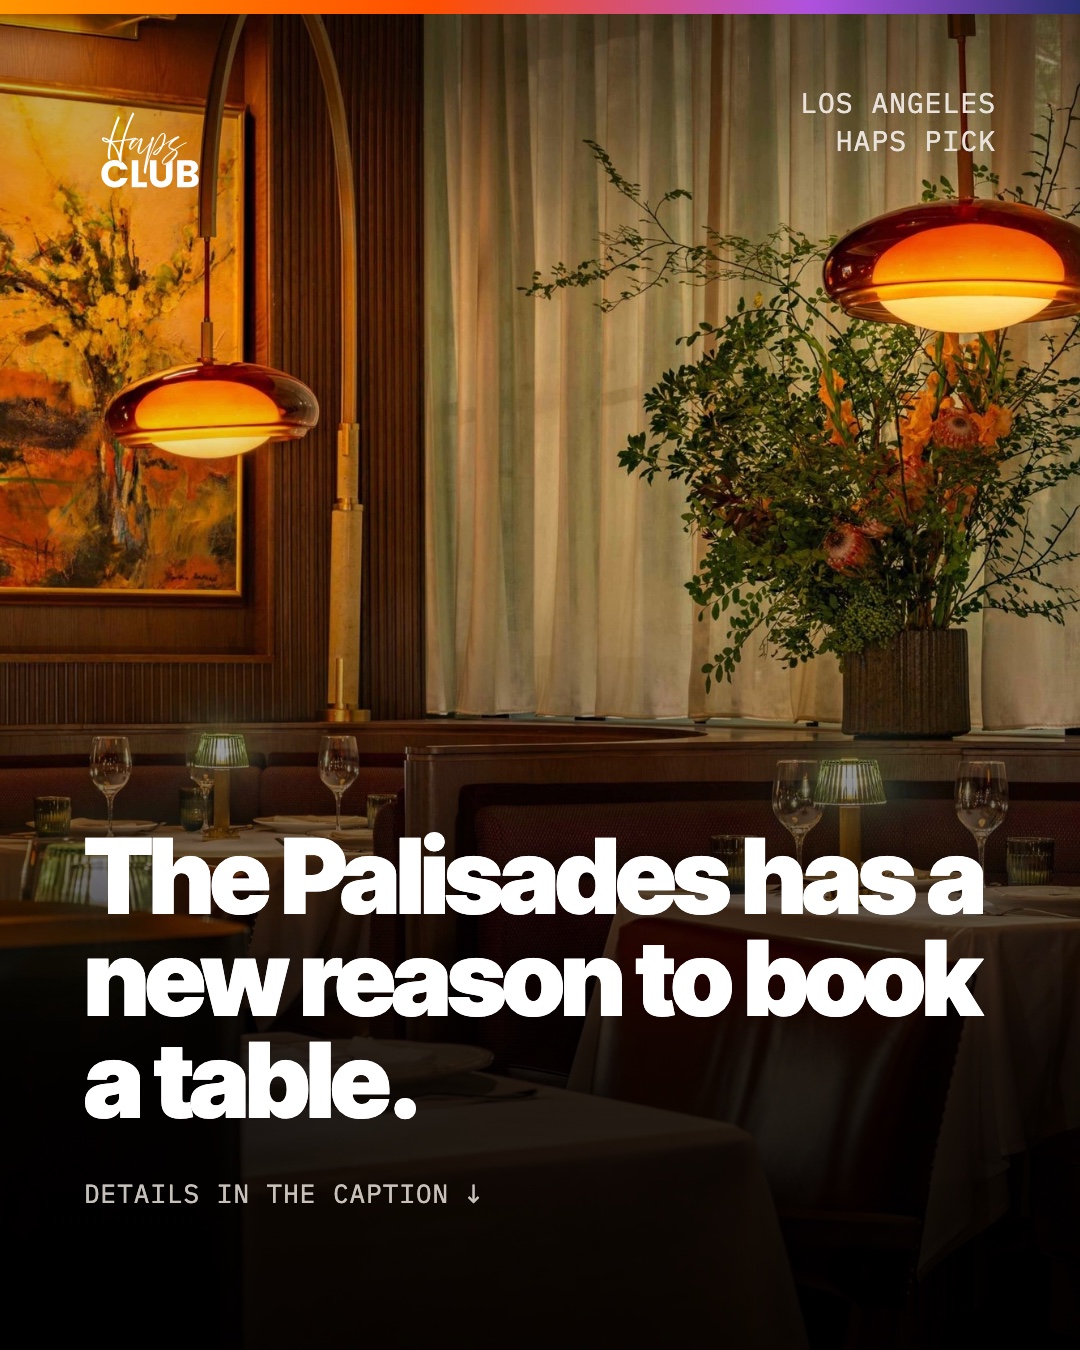 Haps
CLUB
LOS ANGELES
HAPS PICK
The Palisades has a
new reason to book
a table.
DETAILS IN THE CAPTION ↓